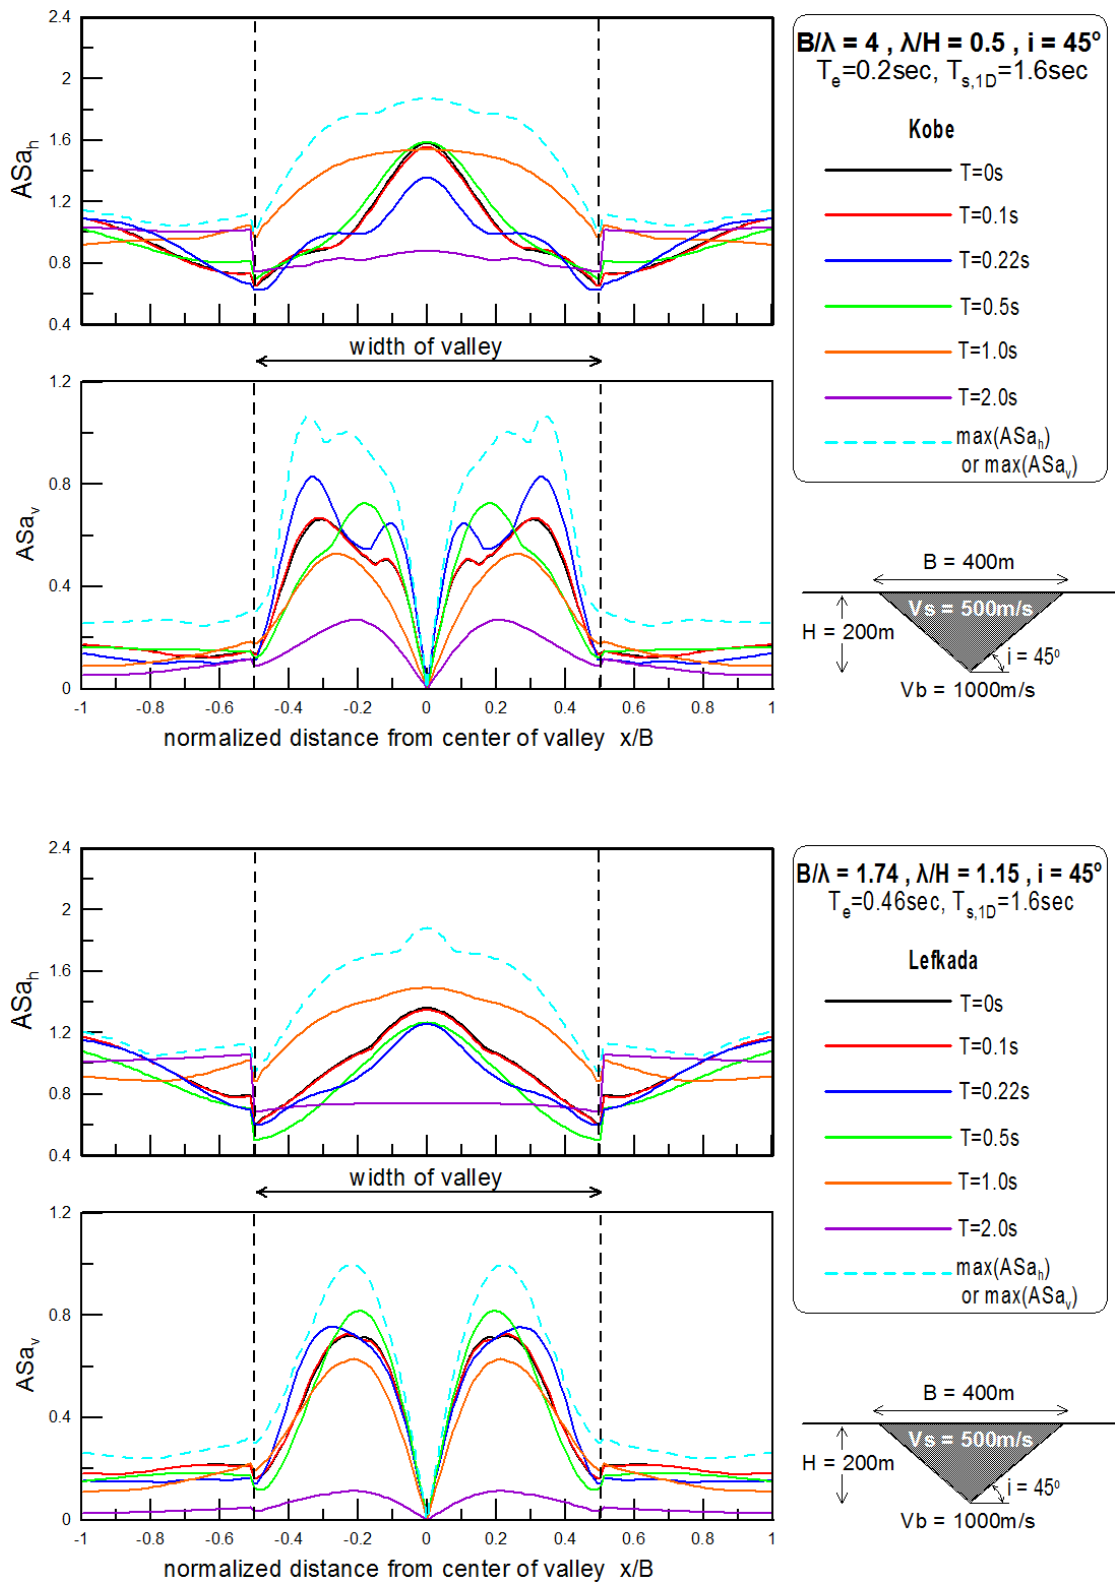 2.4
2
1.6
1.2
0.8
0.4
ASa_h
width of valley
1.2
0.8
0.4
0
ASa_v
-1 -0.8 -0.6 -0.4 -0.2 0 0.2 0.4 0.6 0.8 1
normalized distance from center of valley x/B
B/λ = 4 , λ/H = 0.5 , i = 45º
T_e=0.2sec, T_s,1D=1.6sec
Kobe
T=0s
T=0.1s
T=0.22s
T=0.5s
T=1.0s
T=2.0s
max(ASa_h)
or max(ASa_v)
B = 400m
Vs = 500m/s
H = 200m
i = 45º
Vb = 1000m/s
2.4
2
1.6
1.2
0.8
0.4
ASa_h
width of valley
1.2
0.8
0.4
0
ASa_v
-1 -0.8 -0.6 -0.4 -0.2 0 0.2 0.4 0.6 0.8 1
normalized distance from center of valley x/B
B/λ = 1.74 , λ/H = 1.15 , i = 45º
T_e=0.46sec, T_s,1D=1.6sec
Lefkada
T=0s
T=0.1s
T=0.22s
T=0.5s
T=1.0s
T=2.0s
max(ASa_h)
or max(ASa_v)
B = 400m
Vs = 500m/s
H = 200m
i = 45º
Vb = 1000m/s